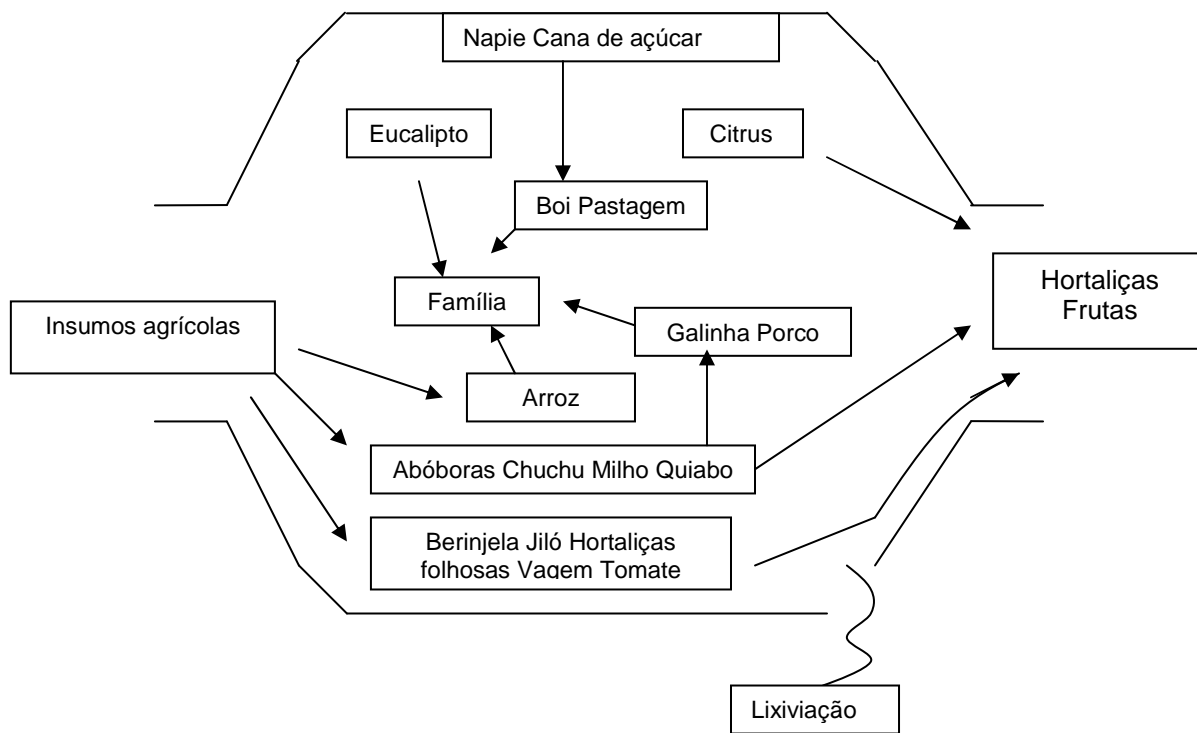 Napie Cana de açúcar
Eucalipto
Citrus
Boi Pastagem
Família
Hortaliças
Frutas
Insumos agrícolas
Galinha Porco
Arroz
Abóboras Chuchu Milho Quiabo
Berinjela Jiló Hortaliças
folhosas Vagem Tomate
Lixiviação